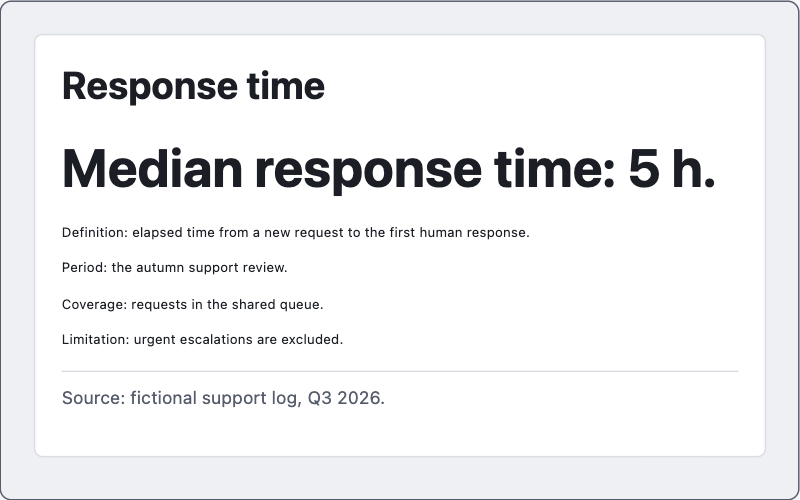 Response time
Median response time: 5 h.
Definition: elapsed time from a new request to the first human response.
Period: the autumn support review.
Coverage: requests in the shared queue.
Limitation: urgent escalations are excluded.
Source: fictional support log, Q3 2026.